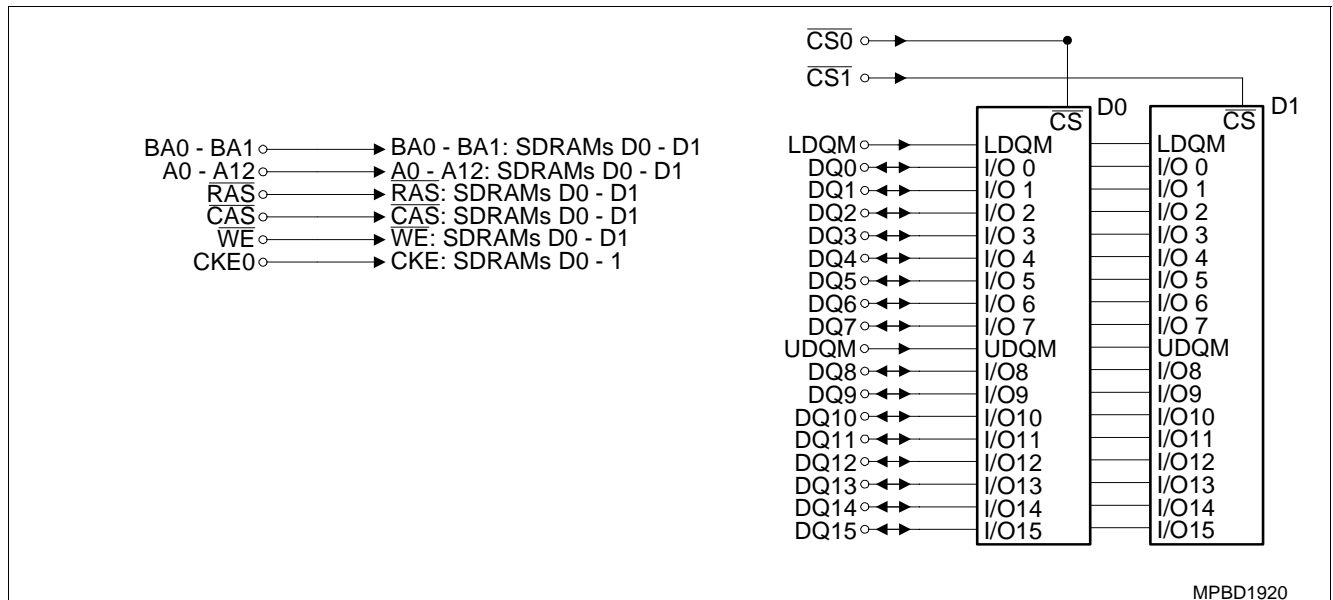 CS0
CS1
D0
D1
CS
CS
BA0 - BA1 BA0 - BA1: SDRAMs D0 - D1
A0 - A12 A0 - A12: SDRAMs D0 - D1
RAS RAS: SDRAMs D0 - D1
CAS CAS: SDRAMs D0 - D1
WE WE: SDRAMs D0 - D1
CKE0 CKE: SDRAMs D0 - 1
LDQM LDQM LDQM
DQ0 I/O 0 I/O 0
DQ1 I/O 1 I/O 1
DQ2 I/O 2 I/O 2
DQ3 I/O 3 I/O 3
DQ4 I/O 4 I/O 4
DQ5 I/O 5 I/O 5
DQ6 I/O 6 I/O 6
DQ7 I/O 7 I/O 7
UDQM UDQM UDQM
DQ8 I/O8 I/O8
DQ9 I/O9 I/O9
DQ10 I/O10 I/O10
DQ11 I/O11 I/O11
DQ12 I/O12 I/O12
DQ13 I/O13 I/O13
DQ14 I/O14 I/O14
DQ15 I/O15 I/O15
MPBD1920